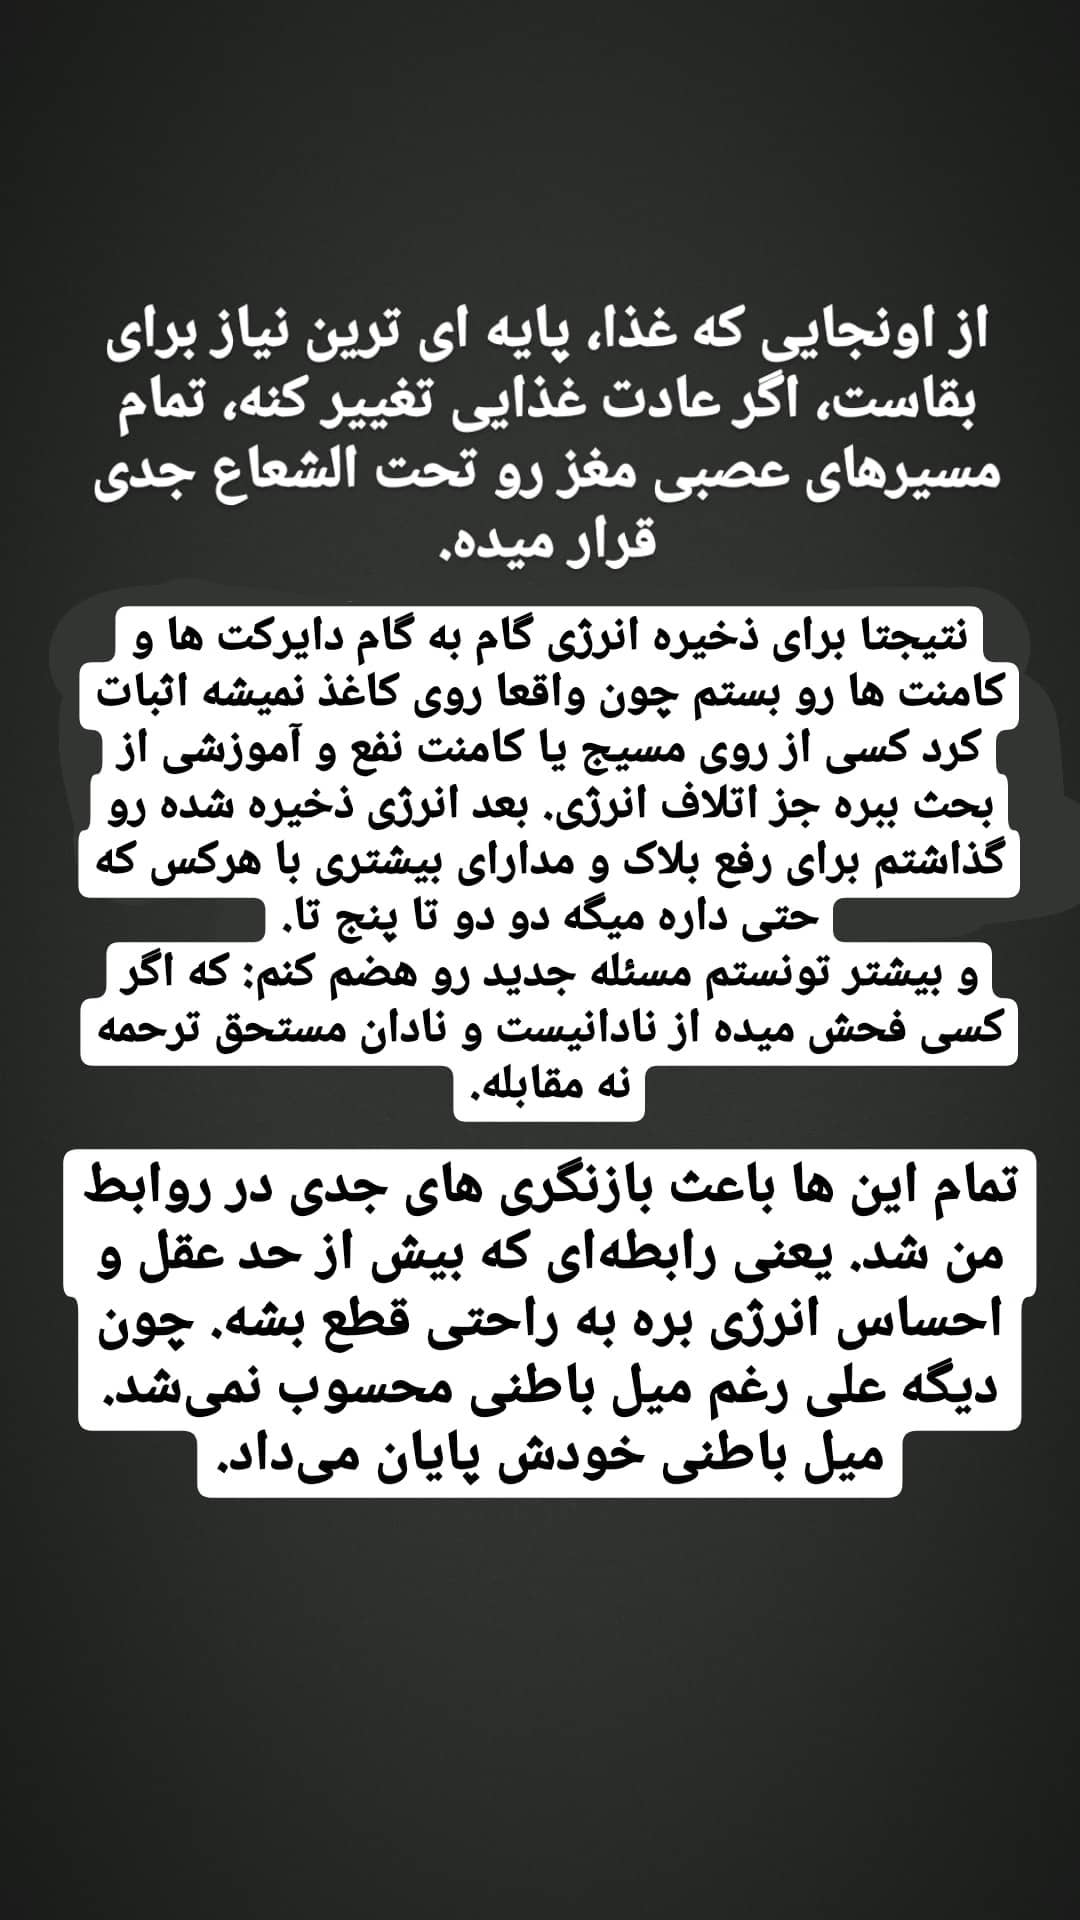 از اونجایی که غذا، پایه ای ترین نیاز برای
بقاست، اگر عادت غذایی تغییر کنه، تمام
مسیرهای عصبی مغز رو تحت الشعاع جدی
قرار میده.
نتیجتا برای ذخیره انرژی گام به گام دایرکت ها و
کامنت ها رو بستم چون واقعا روی کاغذ نمیشه اثبات
کرد کسی از روی مسیج یا کامنت نفع و آموزشی از
بحث ببره جز اتلاف انرژی. بعد انرژی ذخیره شده رو
گذاشتم برای رفع بلاک و مدارای بیشتری با هرکس که
حتی داره میگه دو دو تا پنج تا.
و بیشتر تونستم مسئله جدید رو هضم کنم: که اگر
کسی فحش میده از نادانیست و نادان مستحق ترحمه
نه مقابله.
تمام این ها باعث بازنگری های جدی در روابط
من شد. یعنی رابطه‌ای که بیش از حد عقل و
احساس انرژی بره به راحتی قطع بشه. چون
دیگه علی رغم میل باطنی محسوب نمی‌شد.
میل باطنی خودش پایان می‌داد.